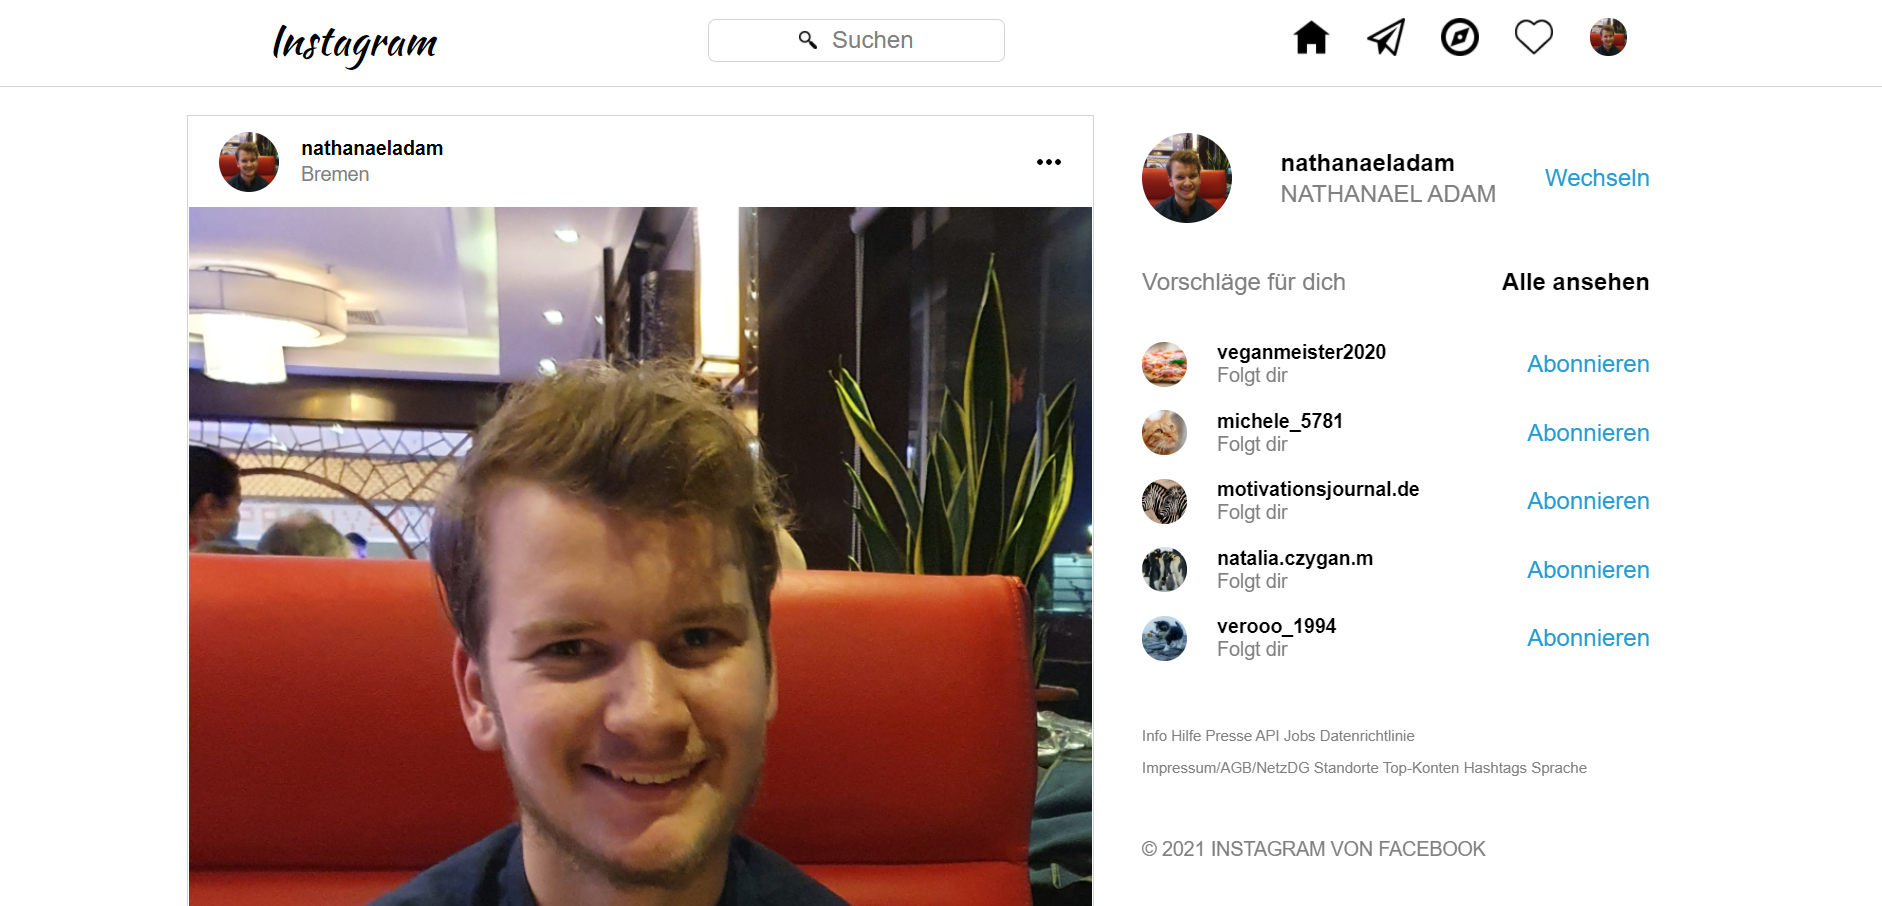 Instagram
Suchen
nathanaeladam
Bremen
nathanaeladam
NATHANAEL ADAM
Wechseln
Vorschläge für dich
Alle ansehen
veganmeister2020
Folgt dir
Abonnieren
michele_5781
Folgt dir
Abonnieren
motivationsjournal.de
Folgt dir
Abonnieren
natalia.czygan.m
Folgt dir
Abonnieren
verooo_1994
Folgt dir
Abonnieren
Info Hilfe Presse API Jobs Datenrichtlinie
Impressum/AGB/NetzDG Standorte Top-Konten Hashtags Sprache
© 2021 INSTAGRAM VON FACEBOOK